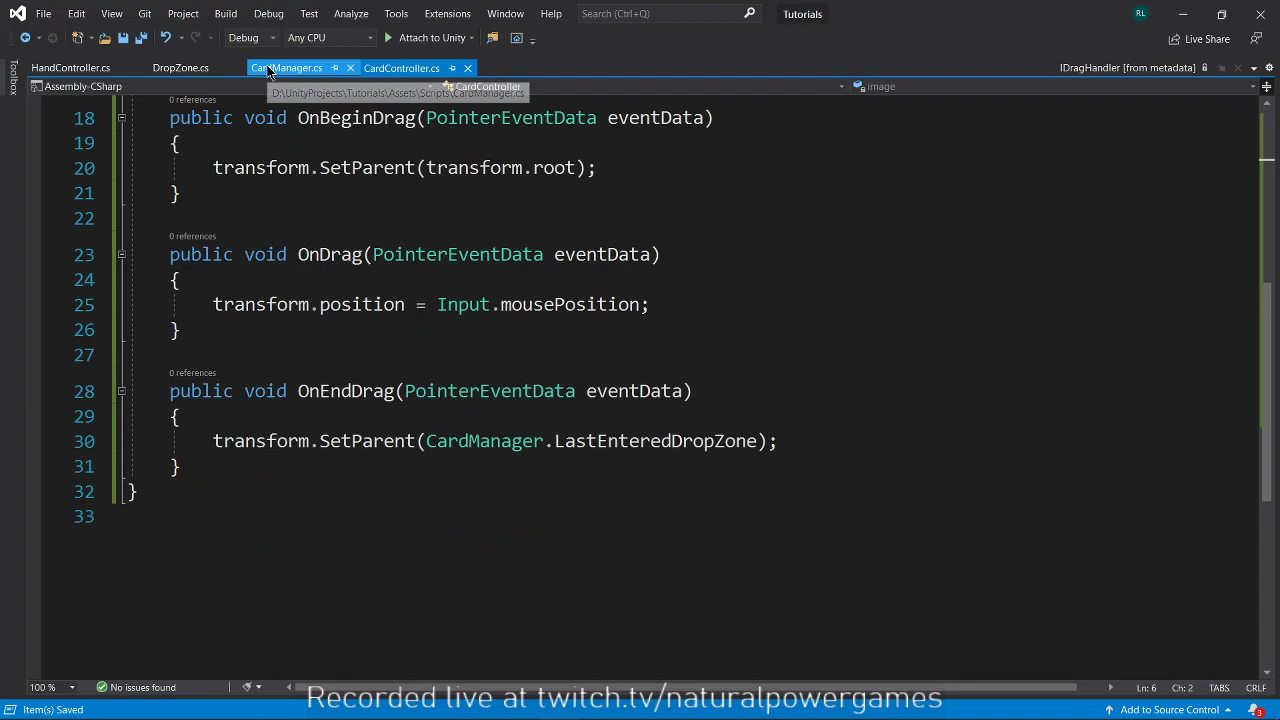 File Edit View Git Project Build Debug Test Analyze Tools Extensions Window Help Search (Ctrl+Q) Tutorials RL
Debug Any CPU Attach to Unity Live Share
HandController.cs DropZone.cs CardManager.cs CardController.cs IDragHandler [from metadata]
Assembly-CSharp CardController image
D:\UnityProjects\Tutorials\Assets\Scripts\CardManager.cs
Toolbox
0 references
18 public void OnBeginDrag(PointerEventData eventData)
19 {
20 transform.SetParent(transform.root);
21 }
22
0 references
23 public void OnDrag(PointerEventData eventData)
24 {
25 transform.position = Input.mousePosition;
26 }
27
0 references
28 public void OnEndDrag(PointerEventData eventData)
29 {
30 transform.SetParent(CardManager.LastEnteredDropZone);
31 }
32 }
33
100 % No issues found Ln: 6 Ch: 2 TABS CRLF
Recorded live at twitch.tv/naturalpowergames
Item(s) Saved Add to Source Control 3